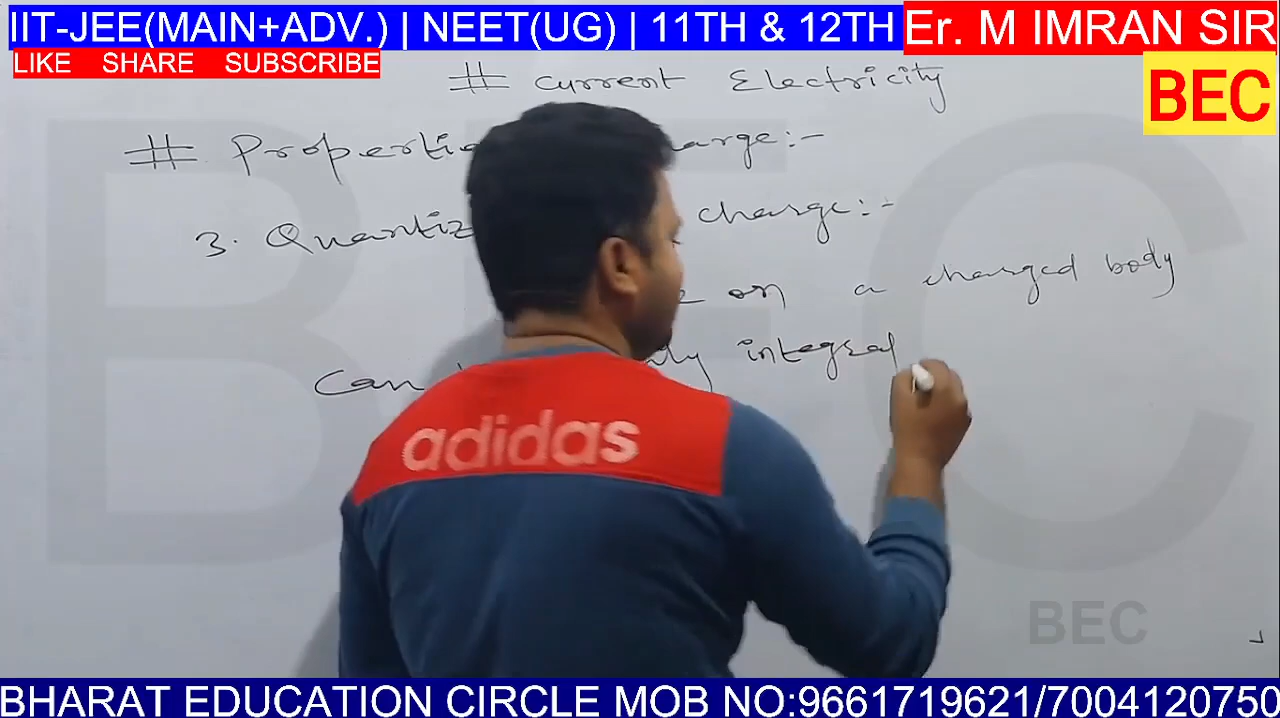 IIT-JEE(MAIN+ADV.) | NEET(UG) | 11TH & 12TH Er. M IMRAN SIR
LIKE SHARE SUBSCRIBE
BEC
# Current Electricity
# Properti arge:-
3. Quantiz charge:-
on a charged body
Can integral
adidas
BEC
BHARAT EDUCATION CIRCLE MOB NO:9661719621/7004120750